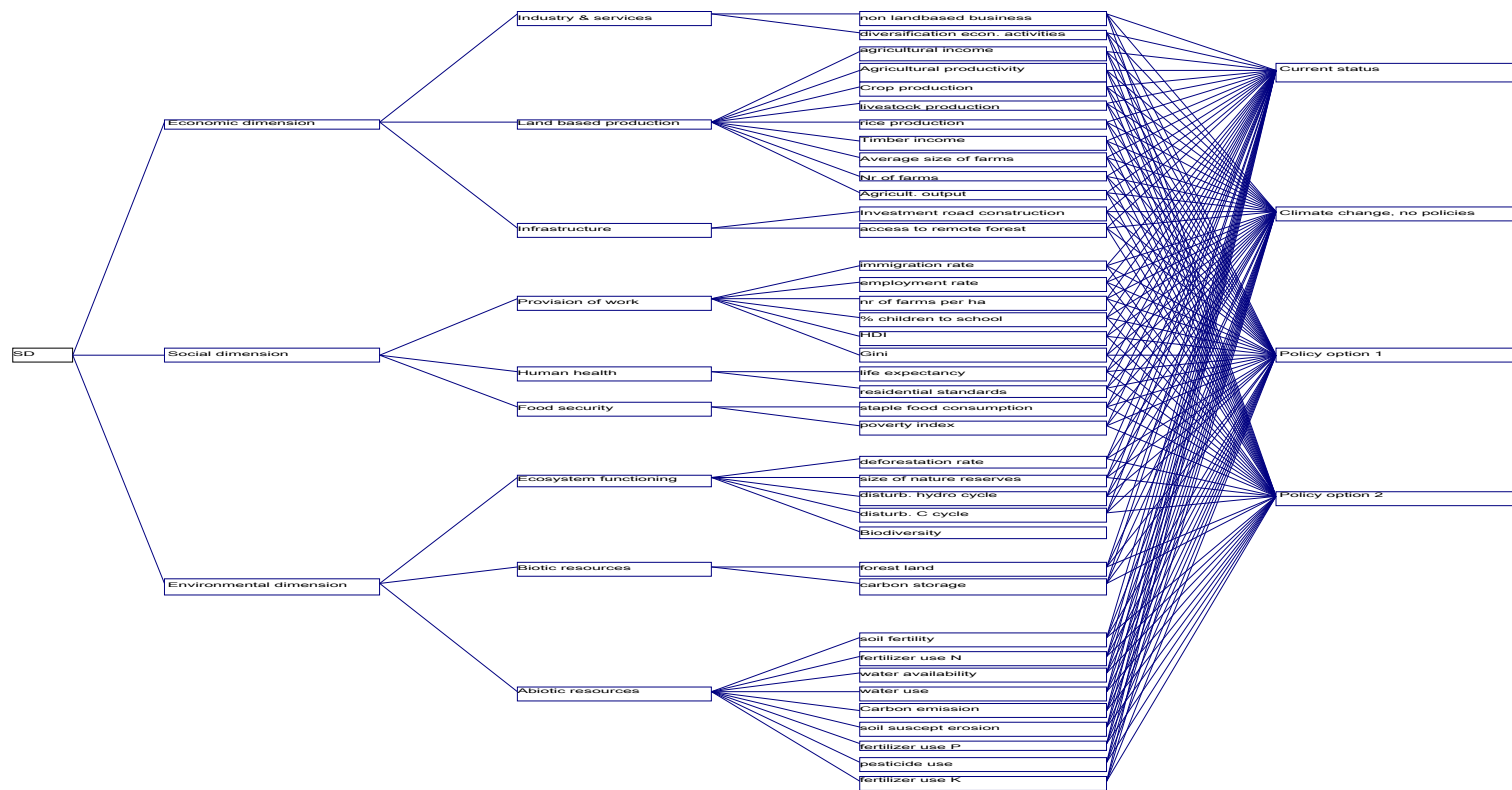 SD
Economic dimension
Social dimension
Environmental dimension
Industry & services
Land based production
Infrastructure
Provision of work
Human health
Food security
Ecosystem functioning
Biotic resources
Abiotic resources
non landbased business
diversification econ. activities
agricultural income
Agricultural productivity
Crop production
livestock production
rice production
Timber income
Average size of farms
Nr of farms
Agricult. output
Investment road construction
access to remote forest
immigration rate
employment rate
nr of farms per ha
% children to school
HDI
Gini
life expectancy
residential standards
staple food consumption
poverty index
deforestation rate
size of nature reserves
disturb. hydro cycle
disturb. C cycle
Biodiversity
forest land
carbon storage
soil fertility
fertilizer use N
water availability
water use
Carbon emission
soil suscept erosion
fertilizer use P
pesticide use
fertilizer use K
Current status
Climate change, no policies
Policy option 1
Policy option 2